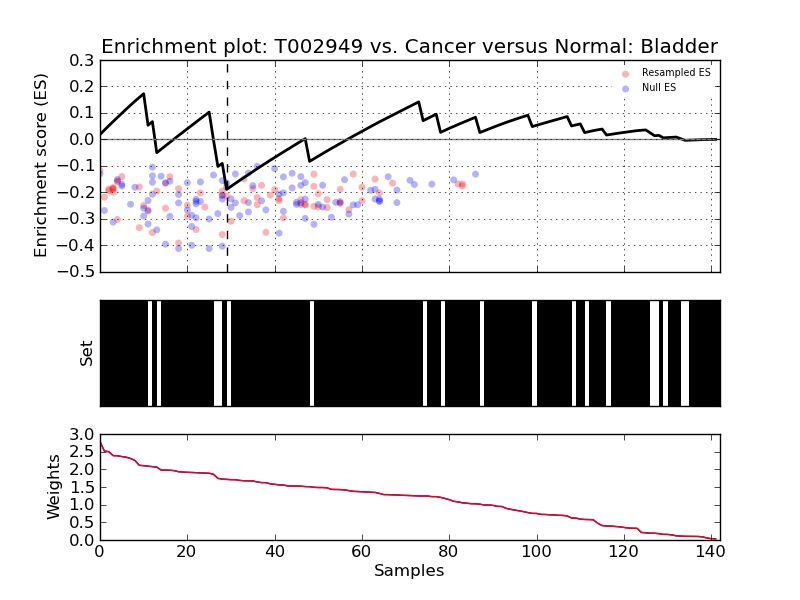 Enrichment plot: T002949 vs. Cancer versus Normal: Bladder
Enrichment score (ES)
0.3
0.2
0.1
0.0
−0.1
−0.2
−0.3
−0.4
−0.5
Resampled ES
Null ES
Set
Weights
3.0
2.5
2.0
1.5
1.0
0.5
0.0
0 20 40 60 80 100 120 140
Samples